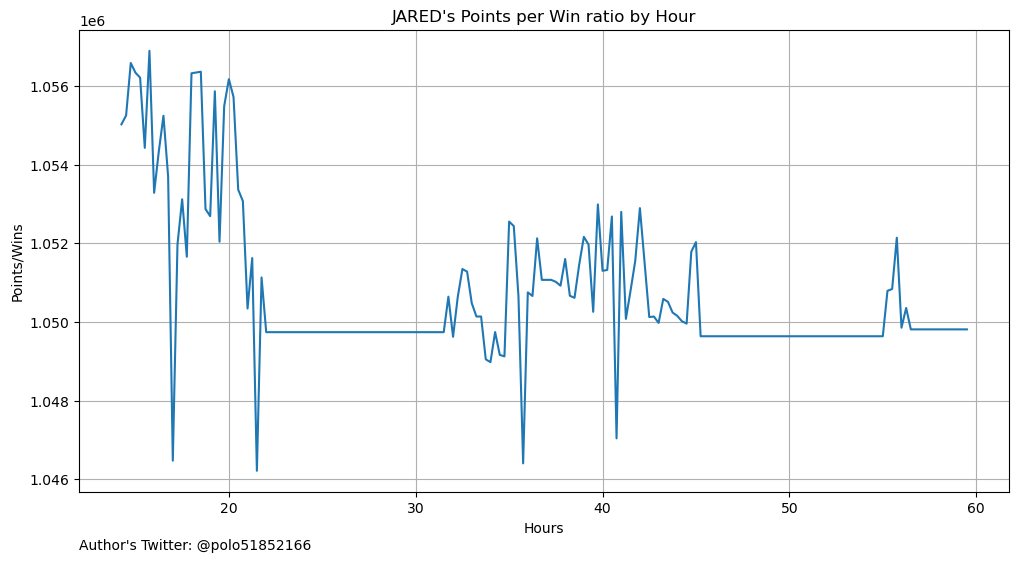 JARED's Points per Win ratio by Hour
1e6
1.056
1.054
1.052
1.050
1.048
1.046
Points/Wins
20 30 40 50 60
Hours
Author's Twitter: @polo51852166